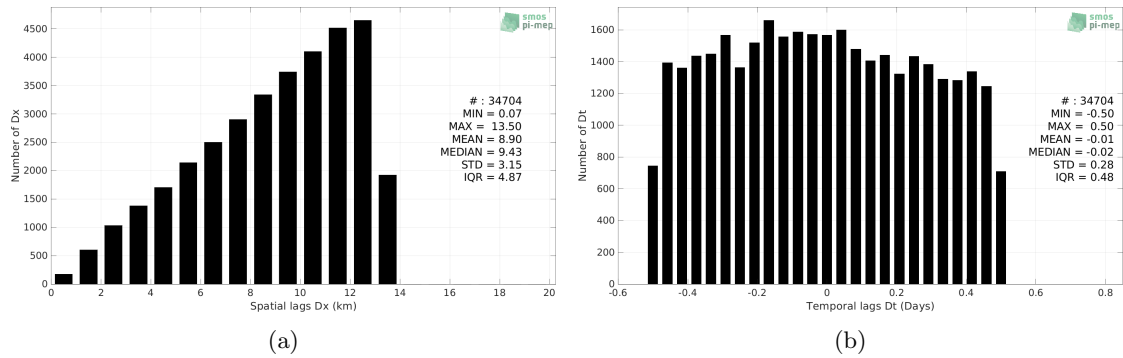 4500
4000
3500
3000
2500
2000
1500
1000
500
0
Number of Dx
0 2 4 6 8 10 12 14 16 18 20
Spatial lags Dx (km)
smos
pi-mep
# : 34704
MIN = 0.07
MAX = 13.50
MEAN = 8.90
MEDIAN = 9.43
STD = 3.15
IQR = 4.87
(a)
1600
1400
1200
1000
800
600
400
200
0
Number of Dt
-0.6 -0.4 -0.2 0 0.2 0.4 0.6 0.8
Temporal lags Dt (Days)
smos
pi-mep
# : 34704
MIN = -0.50
MAX = 0.50
MEAN = -0.01
MEDIAN = -0.02
STD = 0.28
IQR = 0.48
(b)